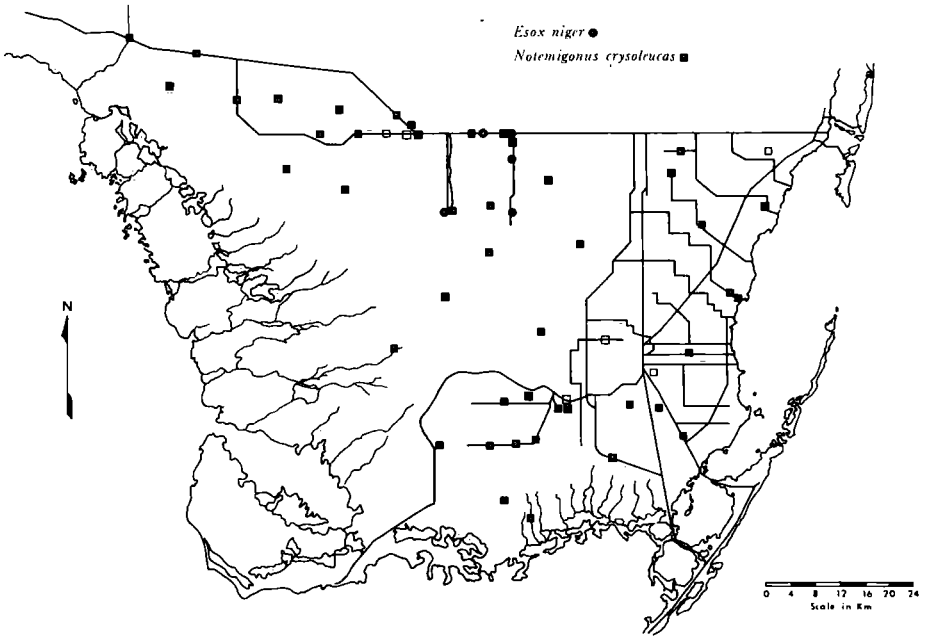 Esox niger ●
Notemigonus crysoleucas ■
N
0 4 8 12 16 20 24
Scale in Km